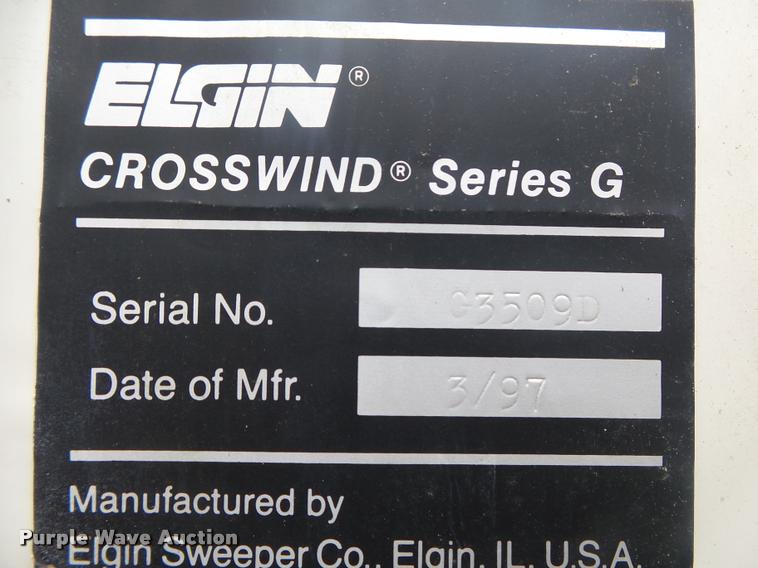 ELGIN®
CROSSWIND® Series G
Serial No. G3509D
Date of Mfr. 3/97
Manufactured by
Purple Wave Auction
Elgin Sweeper Co., Elgin, IL, U.S.A.